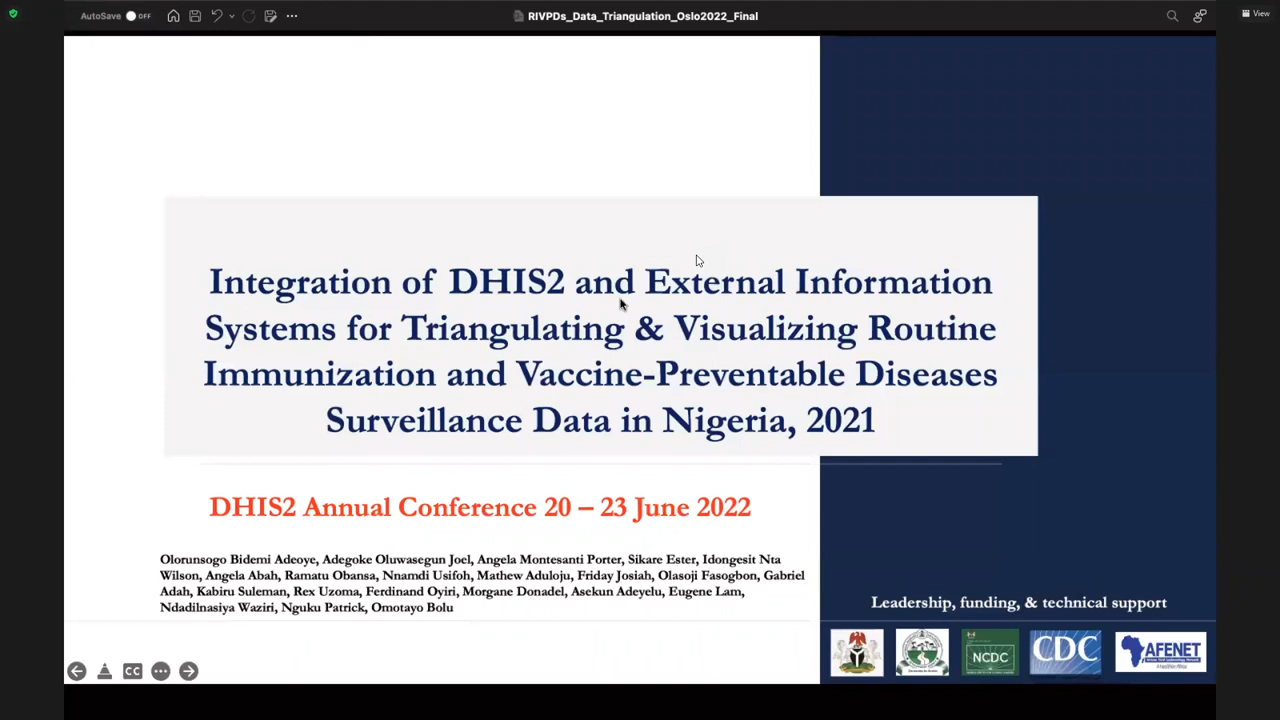 AutoSave OFF
RIVPDs_Data_Triangulation_Oslo2022_Final
View
Integration of DHIS2 and External Information
Systems for Triangulating & Visualizing Routine
Immunization and Vaccine-Preventable Diseases
Surveillance Data in Nigeria, 2021
DHIS2 Annual Conference 20 – 23 June 2022
Olorunsogo Bidemi Adeoye, Adegoke Oluwasegun Joel, Angela Montesanti Porter, Sikare Ester, Idongesit Nta
Wilson, Angela Abah, Ramatu Obansa, Nnamdi Usifoh, Mathew Aduloju, Friday Josiah, Olasoji Fasogbon, Gabriel
Adah, Kabiru Suleman, Rex Uzoma, Ferdinand Oyiri, Morgane Donadel, Asekun Adeyelu, Eugene Lam,
Ndadilnasiya Waziri, Nguku Patrick, Omotayo Bolu
Leadership, funding, & technical support
NCDC
CDC
AFENET
CC